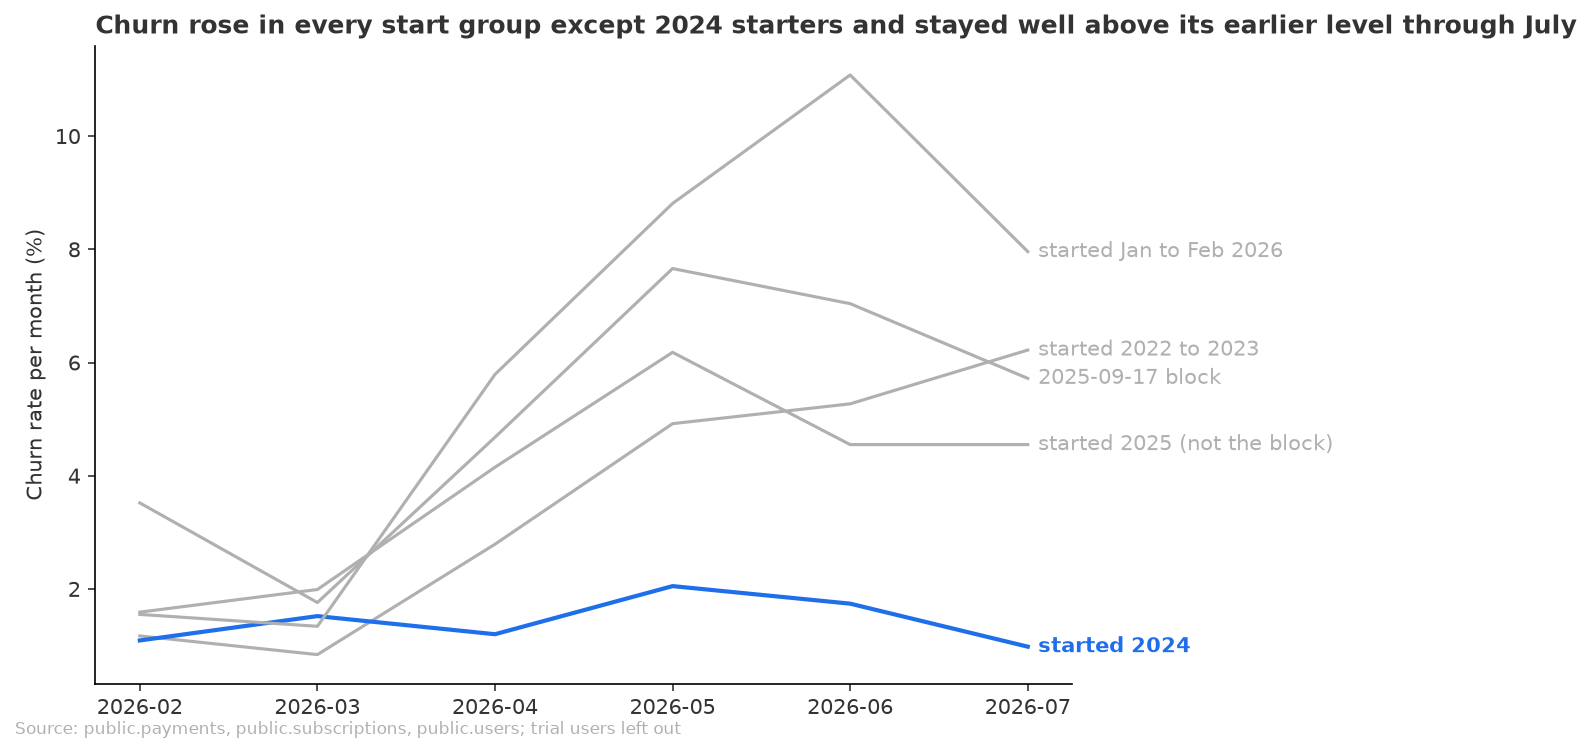 Churn rose in every start group except 2024 starters and stayed well above its earlier level through July
Churn rate per month (%)
10
8
6
4
2
started Jan to Feb 2026
started 2022 to 2023
2025-09-17 block
started 2025 (not the block)
started 2024
2026-02
2026-03
2026-04
2026-05
2026-06
2026-07
Source: public.payments, public.subscriptions, public.users; trial users left out